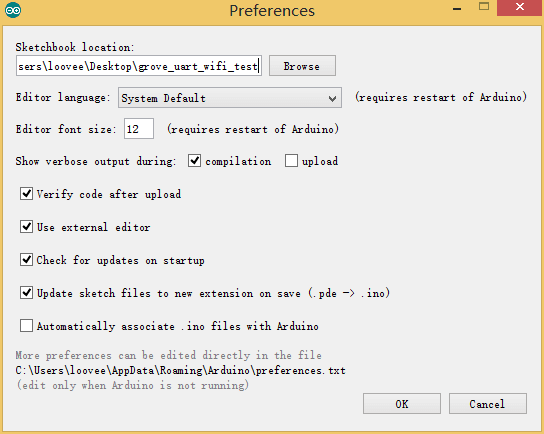 Preferences
Sketchbook location:
sers\loovee\Desktop\grove_uart_wifi_test Browse
Editor language: System Default (requires restart of Arduino)
Editor font size: 12 (requires restart of Arduino)
Show verbose output during: compilation upload
Verify code after upload
Use external editor
Check for updates on startup
Update sketch files to new extension on save (.pde -> .ino)
Automatically associate .ino files with Arduino
More preferences can be edited directly in the file
C:\Users\loovee\AppData\Roaming\Arduino\preferences.txt
(edit only when Arduino is not running)
OK Cancel